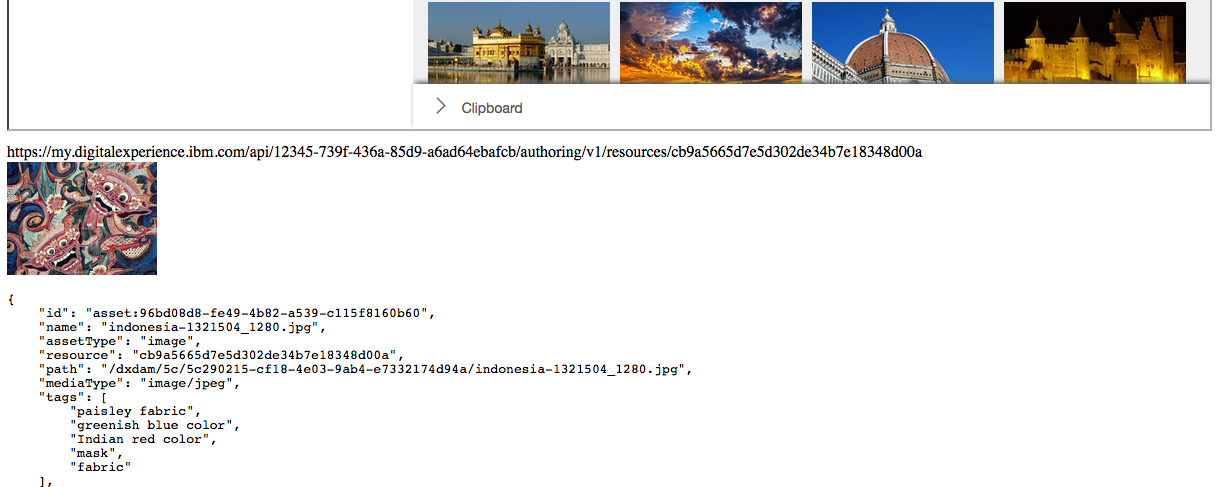 Clipboard
https://my.digitalexperience.ibm.com/api/12345-739f-436a-85d9-a6ad64ebafcb/authoring/v1/resources/cb9a5665d7e5d302de34b7e18348d00a
{
    "id": "asset:96bd08d8-fe49-4b82-a539-c115f8160b60",
    "name": "indonesia-1321504_1280.jpg",
    "assetType": "image",
    "resource": "cb9a5665d7e5d302de34b7e18348d00a",
    "path": "/dxdam/5c/5c290215-cf18-4e03-9ab4-e7332174d94a/indonesia-1321504_1280.jpg",
    "mediaType": "image/jpeg",
    "tags": [
        "paisley fabric",
        "greenish blue color",
        "Indian red color",
        "mask",
        "fabric"
    ],